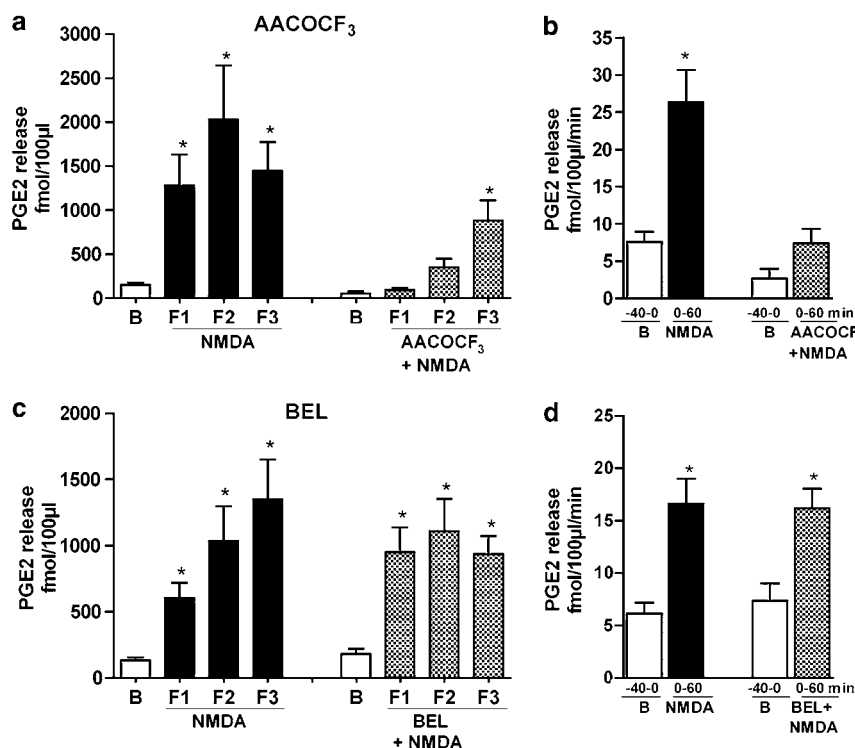 a
AACOCF3
PGE2 release
fmol/100µl
3000
2500
2000
1500
1000
500
0
*
*
*
*
B F1 F2 F3 B F1 F2 F3
NMDA
AACOCF3
+ NMDA
b
PGE2 release
fmol/100µl/min
35
30
25
20
15
10
5
0
*
-40-0 0-60 -40-0 0-60 min
B NMDA B AACOCF
+NMDA
c
BEL
PGE2 release
fmol/100µl
2000
1500
1000
500
0
*
*
*
*
*
*
B F1 F2 F3 B F1 F2 F3
NMDA
BEL
+ NMDA
d
PGE2 release
fmol/100µl/min
25
20
15
10
5
0
*
*
-40-0 0-60 -40-0 0-60 min
B NMDA B BEL+
NMDA